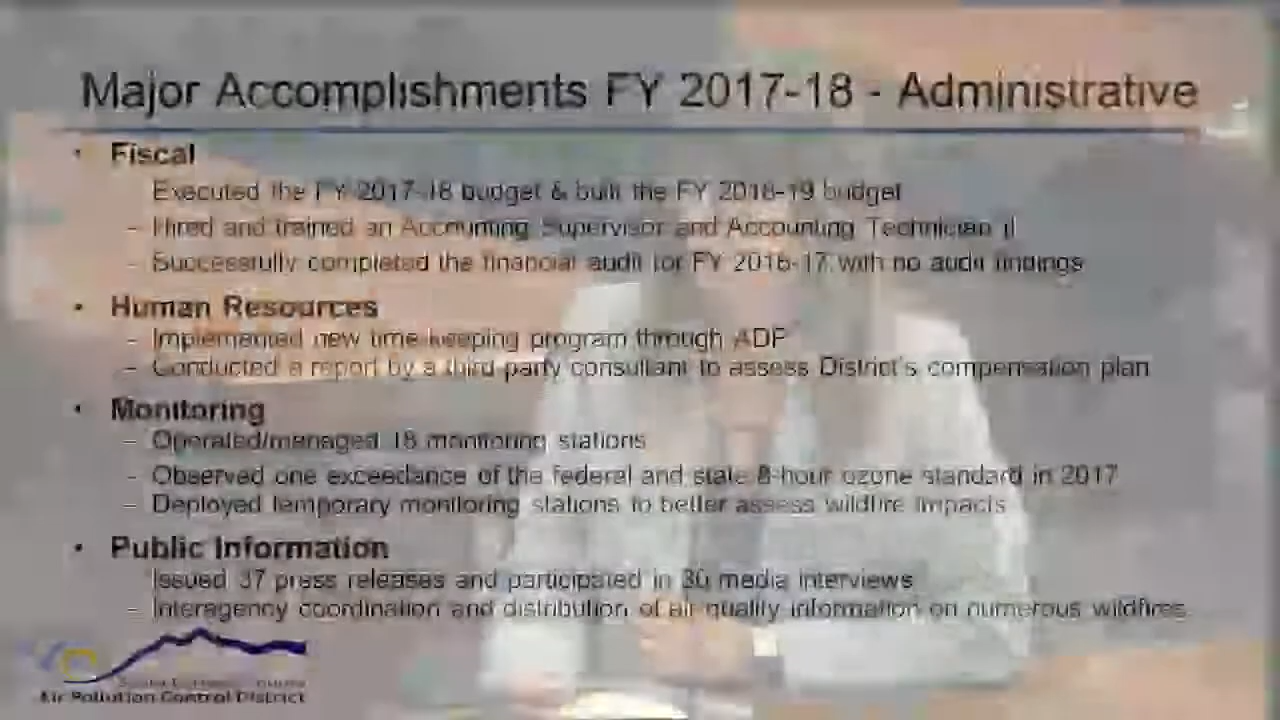 Major Accomplishments FY 2017-18 - Administrative
• Fiscal
Executed the FY 2017-18 budget & built the FY 2018-19 budget
– Hired and trained an Accounting Supervisor and Accounting Technician II
– Successfully completed the financial audit for FY 2016-17 with no audit findings
• Human Resources
– Implemented new time-keeping program through ADP
– Conducted a report by a third-party consultant to assess District's compensation plan
• Monitoring
– Operated/managed 18 monitoring stations
– Observed one exceedance of the federal and state 8-hour ozone standard in 2017
– Deployed temporary monitoring stations to better assess wildfire impacts
• Public Information
Issued 37 press releases and participated in 30 media interviews
– Interagency coordination and distribution of air quality information on numerous wildfires
Air Pollution Control District